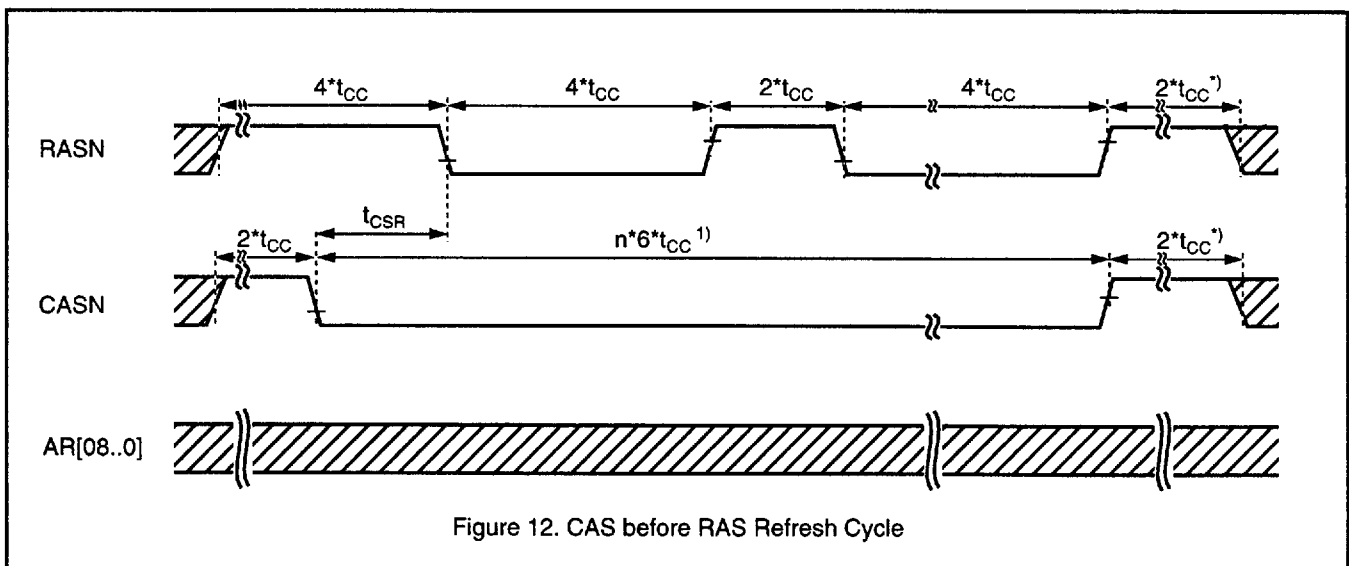 4*tCC 4*tCC 2*tCC 4*tCC 2*tCC*)
RASN
tCSR
2*tCC n*6*tCC 1) 2*tCC*)
CASN
AR[08..0]
Figure 12. CAS before RAS Refresh Cycle